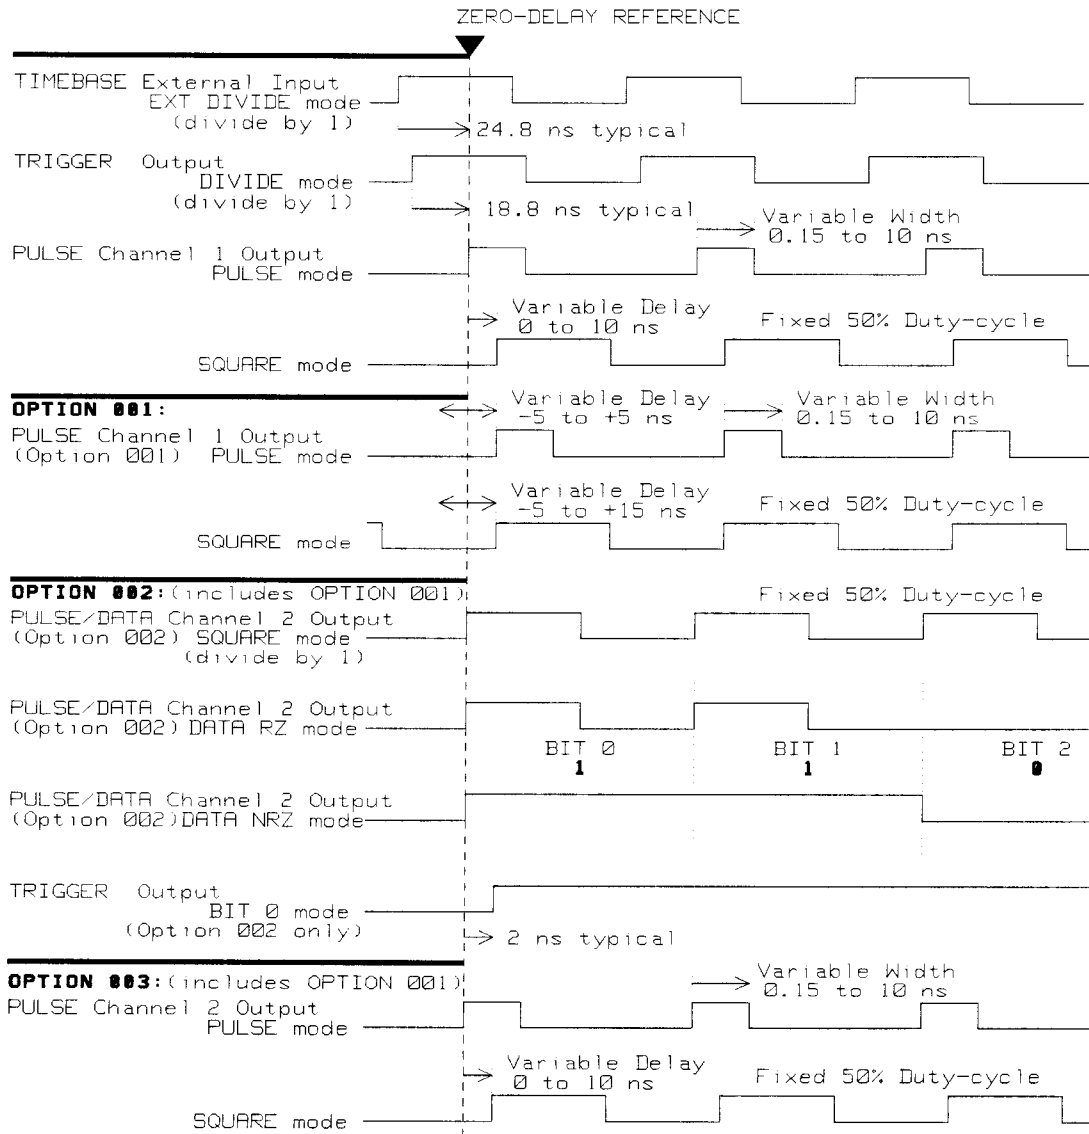 ZERO-DELAY REFERENCE
TIMEBASE External Input
EXT DIVIDE mode
(divide by 1)
24.8 ns typical
TRIGGER Output
DIVIDE mode
(divide by 1)
18.8 ns typical
Variable Width
0.15 to 10 ns
PULSE Channel 1 Output
PULSE mode
Variable Delay
0 to 10 ns
Fixed 50% Duty-cycle
SQUARE mode
OPTION 001:
Variable Delay
-5 to +5 ns
Variable Width
0.15 to 10 ns
PULSE Channel 1 Output
(Option 001) PULSE mode
Variable Delay
-5 to +15 ns
Fixed 50% Duty-cycle
SQUARE mode
OPTION 002:(includes OPTION 001)
Fixed 50% Duty-cycle
PULSE/DATA Channel 2 Output
(Option 002) SQUARE mode
(divide by 1)
PULSE/DATA Channel 2 Output
(Option 002) DATA RZ mode
BIT 0 BIT 1 BIT 2
1 1 0
PULSE/DATA Channel 2 Output
(Option 002)DATA NRZ mode
TRIGGER Output
BIT 0 mode
(Option 002 only)
2 ns typical
OPTION 003:(includes OPTION 001)
Variable Width
0.15 to 10 ns
PULSE Channel 2 Output
PULSE mode
Variable Delay
0 to 10 ns
Fixed 50% Duty-cycle
SQUARE mode